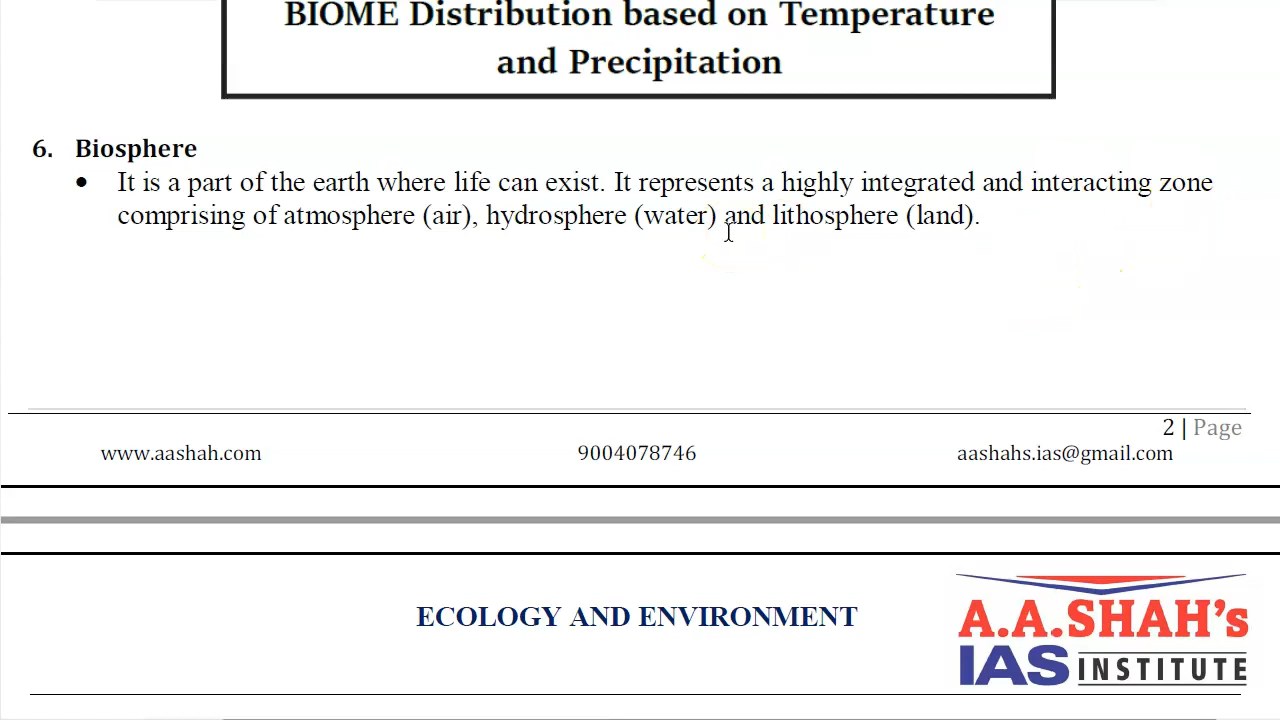 BIOME Distribution based on Temperature
and Precipitation
6. Biosphere
• It is a part of the earth where life can exist. It represents a highly integrated and interacting zone
comprising of atmosphere (air), hydrosphere (water) and lithosphere (land).
2 | Page
www.aashah.com 9004078746 aashahs.ias@gmail.com
ECOLOGY AND ENVIRONMENT
A.A.SHAH's
IAS INSTITUTE